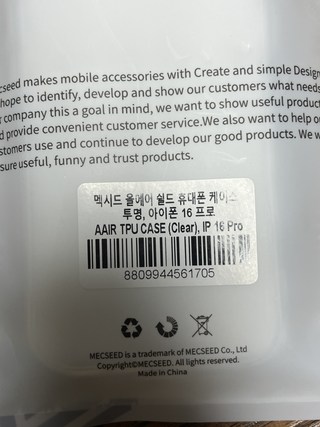 ecseed makes mobile accessories with Create and simple Design
hope to identify, develop and show our customers what needs
company this a goal in mind, we want to show useful product
d provide convenient customer service.We also want to help ou
stomers use and continue to develop our good products. We w
sure useful, funny and trust products.
멕시드 올에어 쉴드 휴대폰 케이스
투명, 아이폰 16 프로
AAIR TPU CASE (Clear), IP 16 Pro
8809944561705
MECSEED is a trademark of MECSEED Co., Ltd
Copyright©MECSEED. All rights reserved.
Made in China